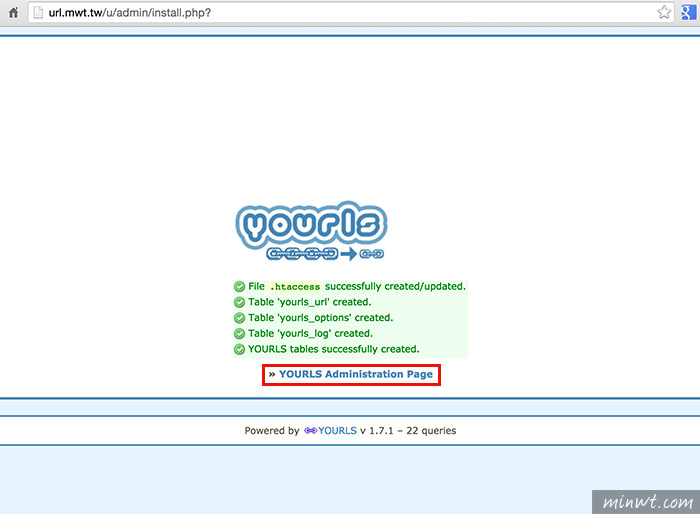 url.mwt.tw/u/admin/install.php?
yourls
File .htaccess successfully created/updated.
Table 'yourls_url' created.
Table 'yourls_options' created.
Table 'yourls_log' created.
YOURLS tables successfully created.
» YOURLS Administration Page
Powered by YOURLS v 1.7.1 – 22 queries
minwt.com